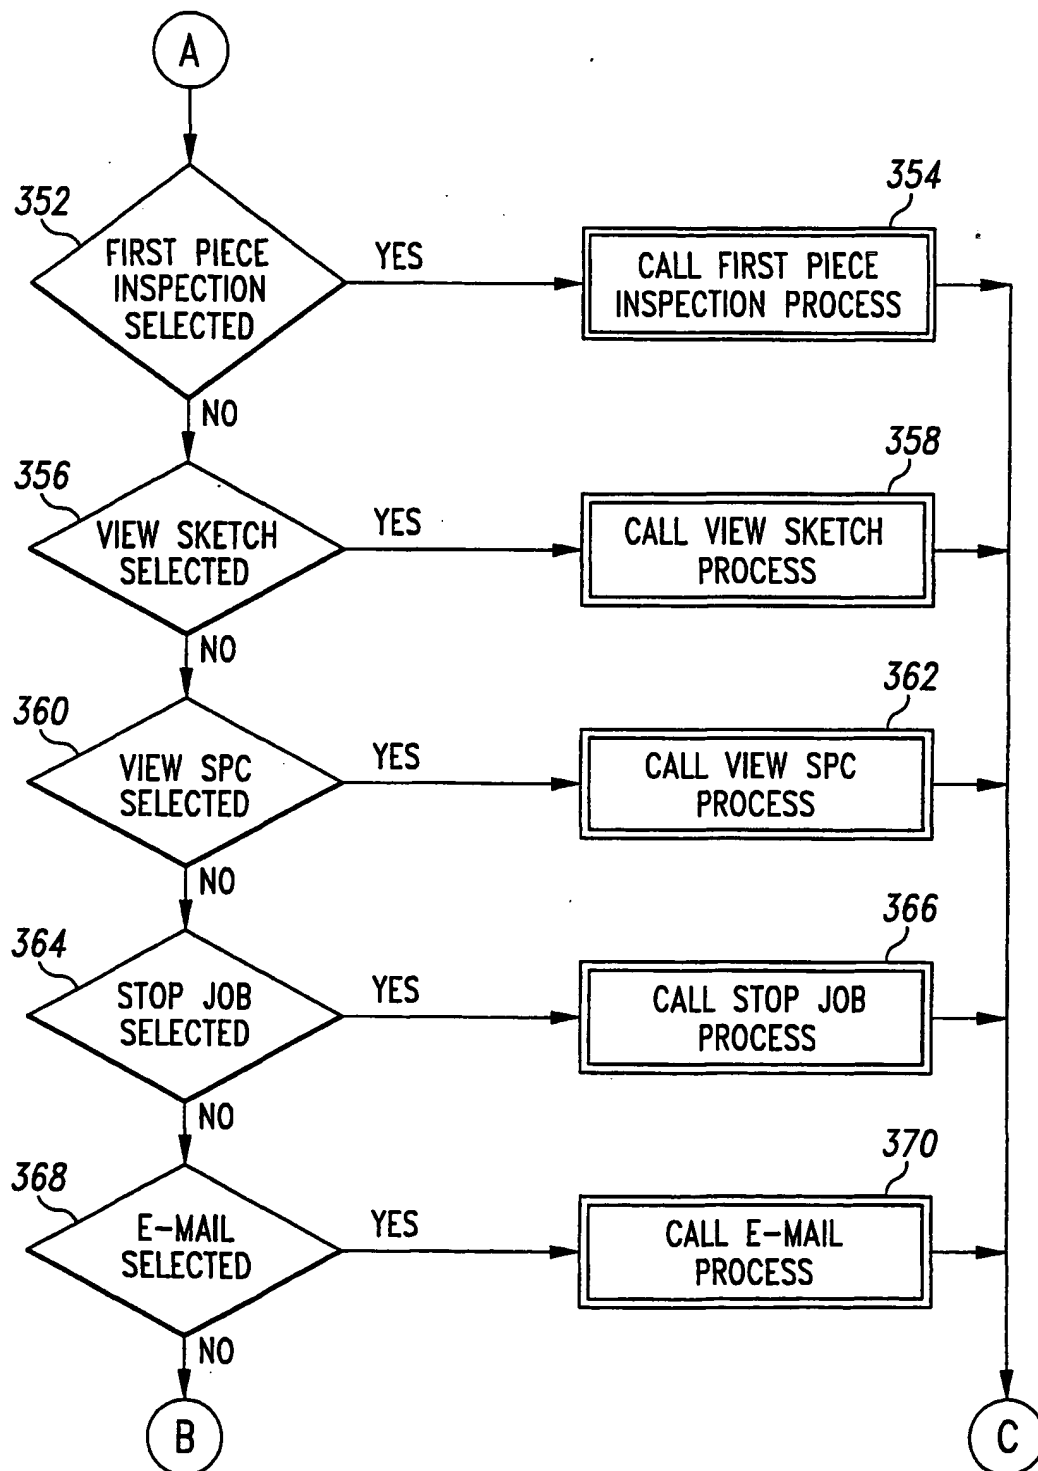 A
352
FIRST PIECE
INSPECTION
SELECTED
YES
354
CALL FIRST PIECE
INSPECTION PROCESS
NO
356
VIEW SKETCH
SELECTED
YES
358
CALL VIEW SKETCH
PROCESS
NO
360
VIEW SPC
SELECTED
YES
362
CALL VIEW SPC
PROCESS
NO
364
STOP JOB
SELECTED
YES
366
CALL STOP JOB
PROCESS
NO
368
E-MAIL
SELECTED
YES
370
CALL E-MAIL
PROCESS
NO
B
C